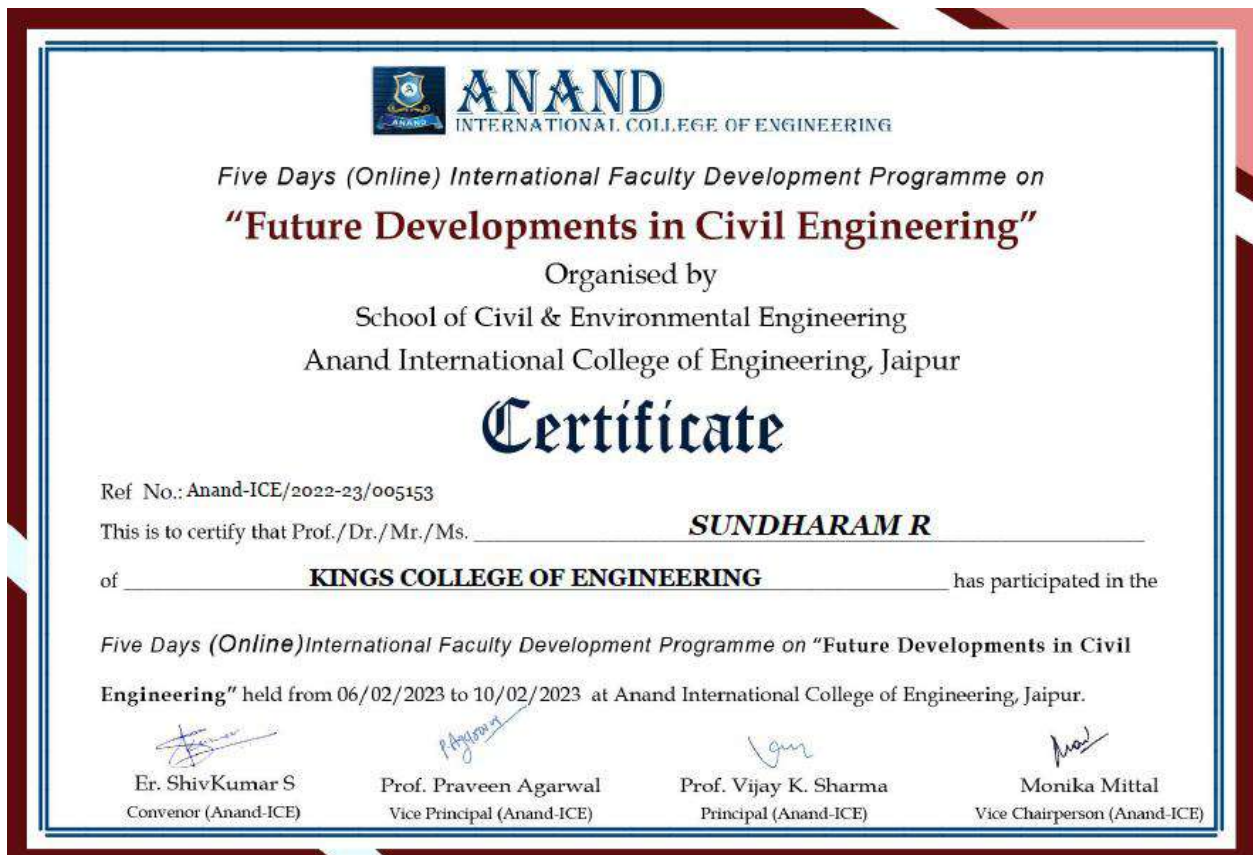 ANAND
ANAND
INTERNATIONAL COLLEGE OF ENGINEERING
Five Days (Online) International Faculty Development Programme on
“Future Developments in Civil Engineering”
Organised by
School of Civil & Environmental Engineering
Anand International College of Engineering, Jaipur
Certificate
Ref No.: Anand-ICE/2022-23/005153
This is to certify that Prof./Dr./Mr./Ms. SUNDHARAM R
of KINGS COLLEGE OF ENGINEERING has participated in the
Five Days (Online)International Faculty Development Programme on “Future Developments in Civil
Engineering” held from 06/02/2023 to 10/02/2023 at Anand International College of Engineering, Jaipur.
P.Agarwal
Er. ShivKumar S Prof. Praveen Agarwal Prof. Vijay K. Sharma Monika Mittal
Convenor (Anand-ICE) Vice Principal (Anand-ICE) Principal (Anand-ICE) Vice Chairperson (Anand-ICE)